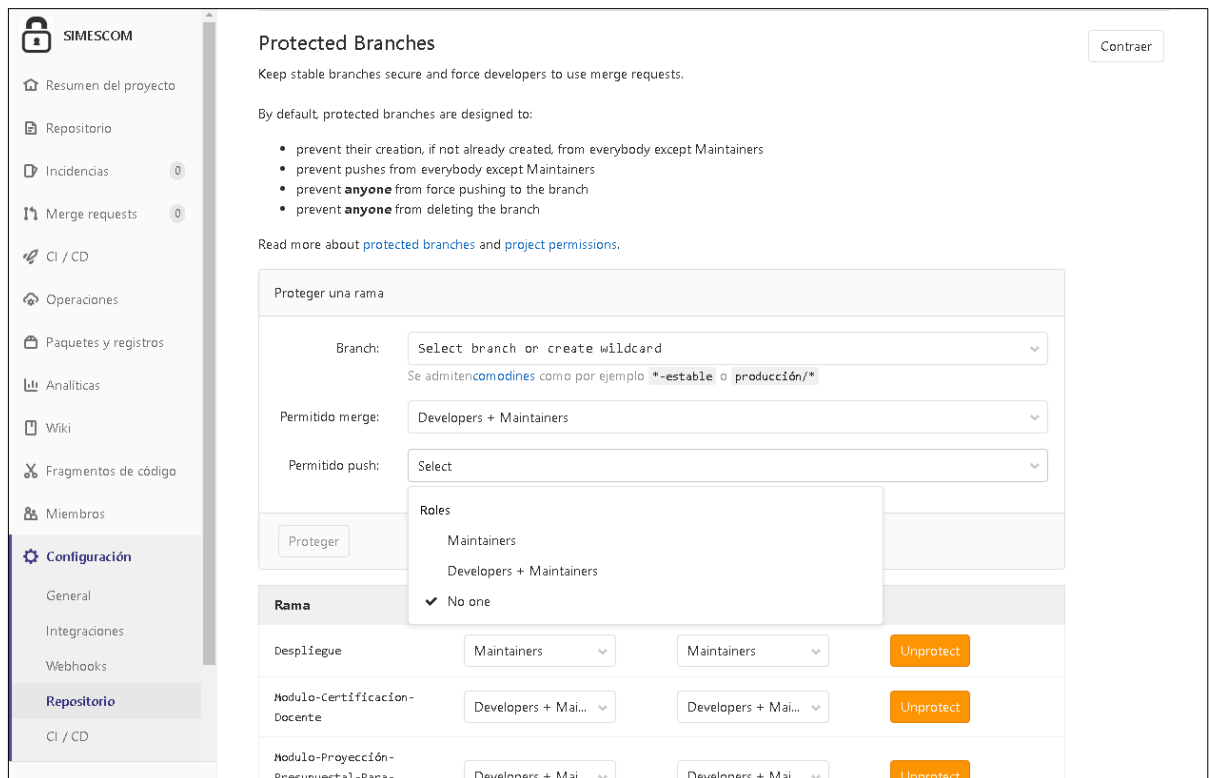 SIMESCOM
Resumen del proyecto
Repositorio
Incidencias 0
Merge requests 0
CI / CD
Operaciones
Paquetes y registros
Analíticas
Wiki
Fragmentos de código
Miembros
Configuración
General
Integraciones
Webhooks
Repositorio
CI / CD
Protected Branches
Contraer
Keep stable branches secure and force developers to use merge requests.
By default, protected branches are designed to:
• prevent their creation, if not already created, from everybody except Maintainers
• prevent pushes from everybody except Maintainers
• prevent anyone from force pushing to the branch
• prevent anyone from deleting the branch
Read more about protected branches and project permissions.
Proteger una rama
Branch: Select branch or create wildcard
Se admitencomodines como por ejemplo *-estable o producción/*
Permitido merge: Developers + Maintainers
Permitido push: Select
Roles
Maintainers
Developers + Maintainers
No one
Proteger
Rama
Despliegue Maintainers Maintainers Unprotect
Modulo-Certificacion-
Docente Developers + Mai... Developers + Mai... Unprotect
Modulo-Proyección-
Presupuestal-Para- Developers + Mai... Developers + Mai... Unprotect